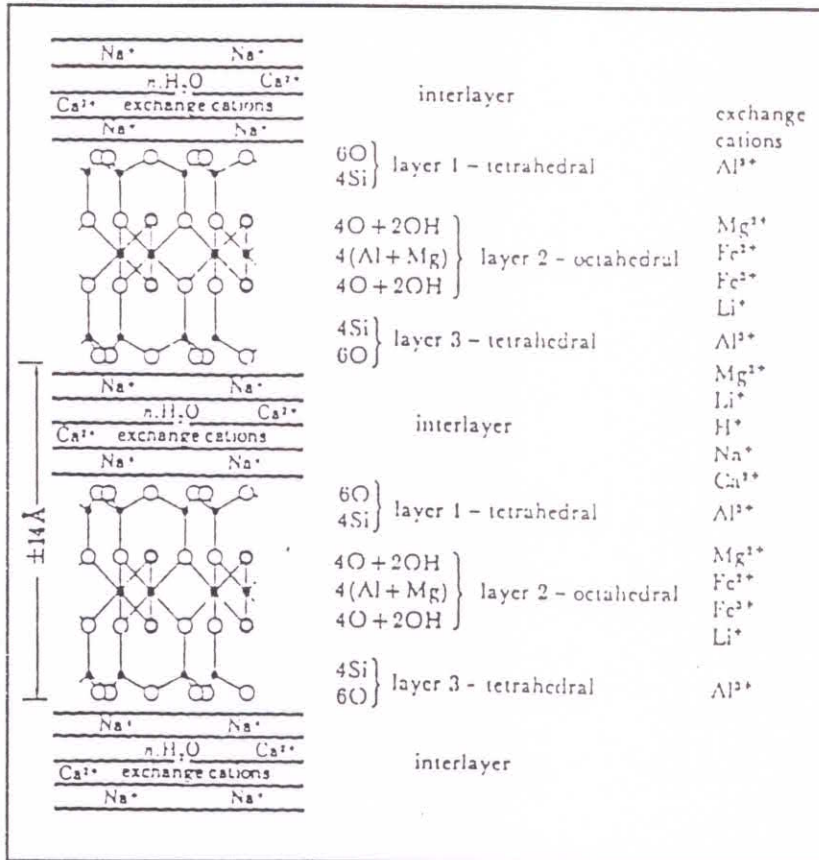 Na⁺ Na⁺
n.H₂O Ca²⁺
Ca²⁺ exchange cations
Na⁺ Na⁺
interlayer
exchange
cations
6O
4Si
layer 1 – tetrahedral
Al³⁺
4O + 2OH
4(Al + Mg)
4O + 2OH
layer 2 – octahedral
Mg²⁺
Fe²⁺
Fe³⁺
Li⁺
4Si
6O
layer 3 – tetrahedral
Al³⁺
±14Å
Na⁺ Na⁺
n.H₂O Ca²⁺
Ca²⁺ exchange cations
Na⁺ Na⁺
interlayer
Mg²⁺
Li⁺
H⁺
Na⁺
Ca²⁺
6O
4Si
layer 1 – tetrahedral
Al³⁺
4O + 2OH
4(Al + Mg)
4O + 2OH
layer 2 – octahedral
Mg²⁺
Fe²⁺
Fe³⁺
Li⁺
4Si
6O
layer 3 – tetrahedral
Al³⁺
Na⁺ Na⁺
n.H₂O Ca²⁺
Ca²⁺ exchange cations
Na⁺ Na⁺
interlayer